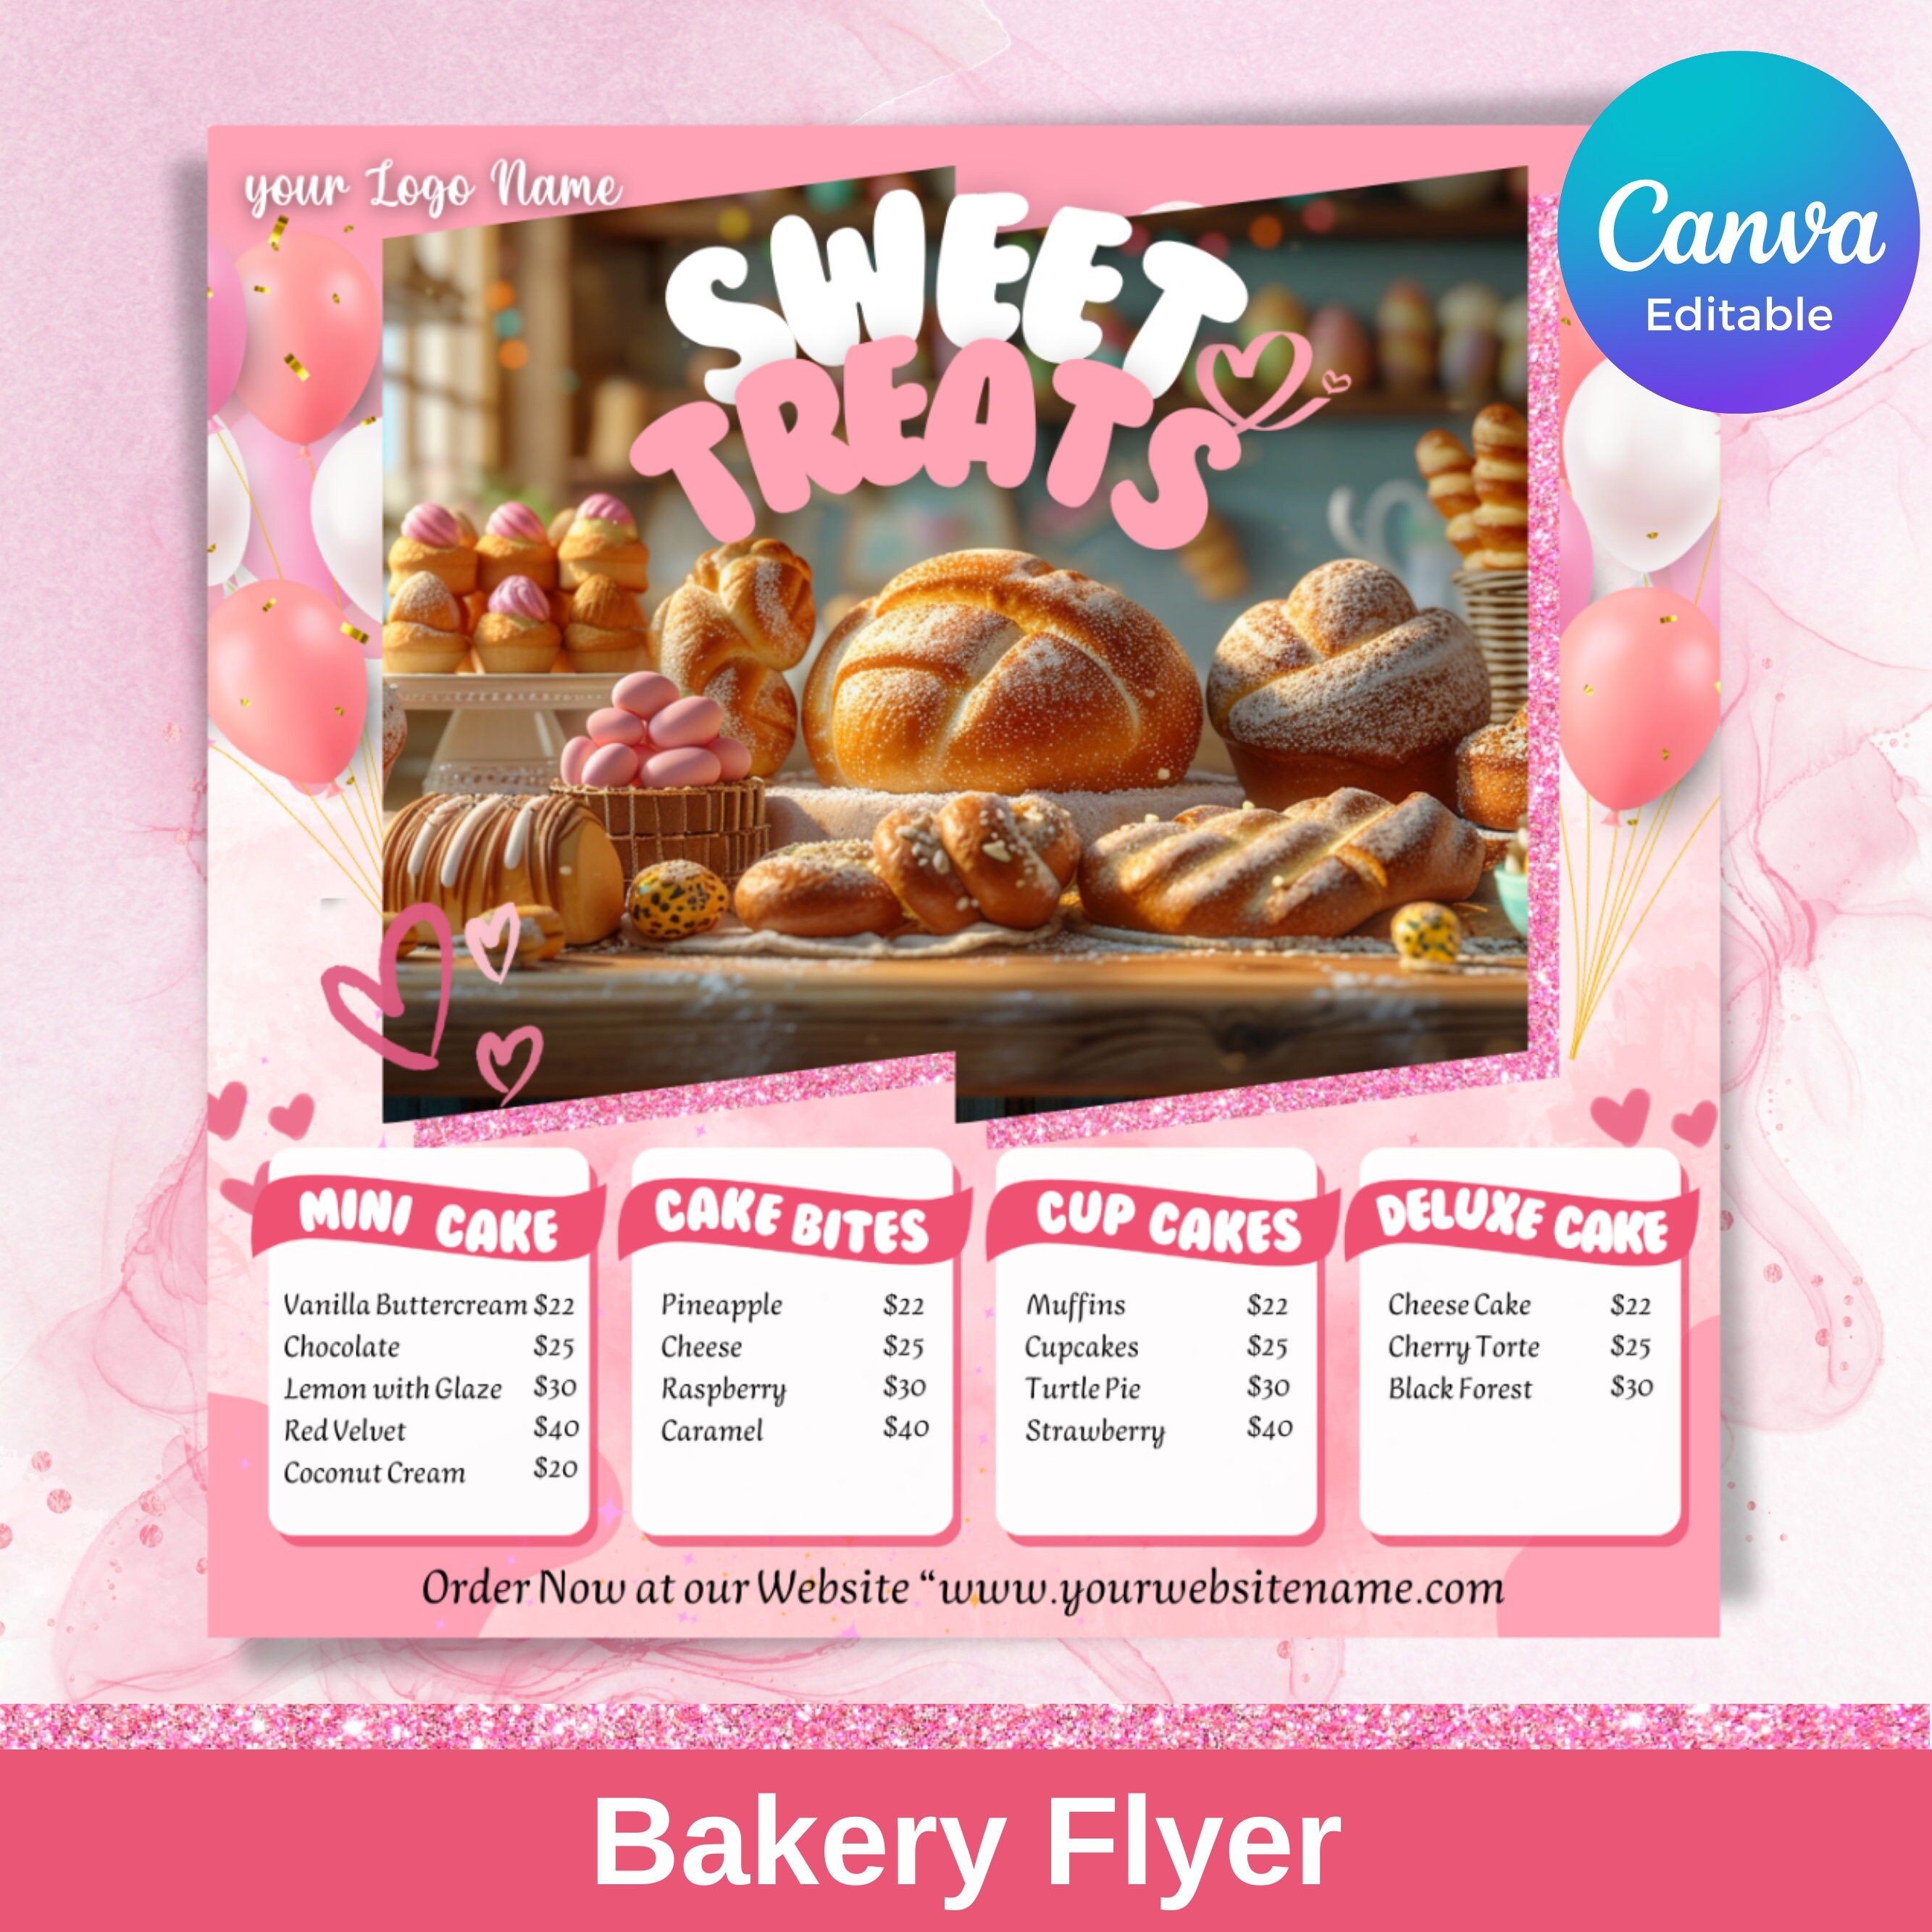 your Logo Name
Canva
Editable
SWEET
TREATS
MINI CAKE
Vanilla Buttercream $22
Chocolate $25
Lemon with Glaze $30
Red Velvet $40
Coconut Cream $20
CAKE BITES
Pineapple $22
Cheese $25
Raspberry $30
Caramel $40
CUP CAKES
Muffins $22
Cupcakes $25
Turtle Pie $30
Strawberry $40
DELUXE CAKE
Cheese Cake $22
Cherry Torte $25
Black Forest $30
Order Now at our Website “www.yourwebsitename.com
Bakery Flyer